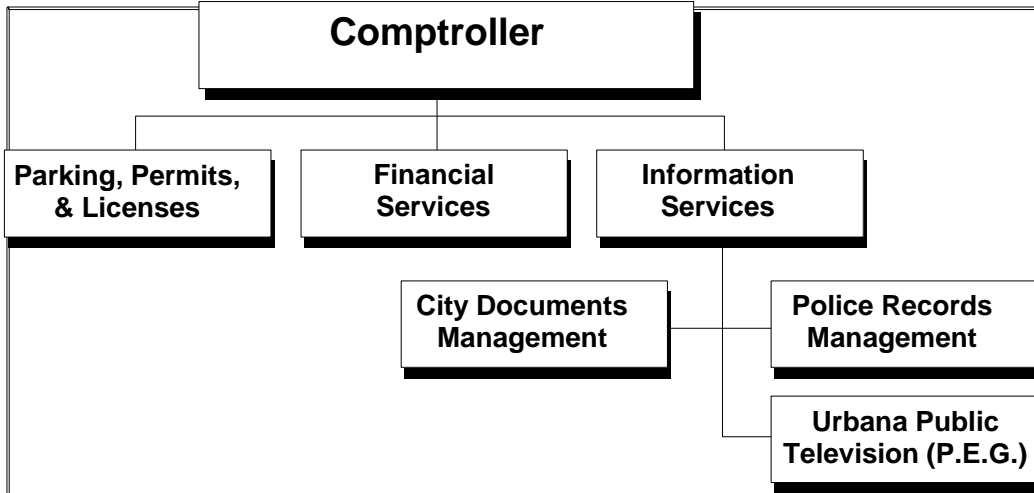 Comptroller
Parking, Permits,
& Licenses
Financial
Services
Information
Services
City Documents
Management
Police Records
Management
Urbana Public
Television (P.E.G.)